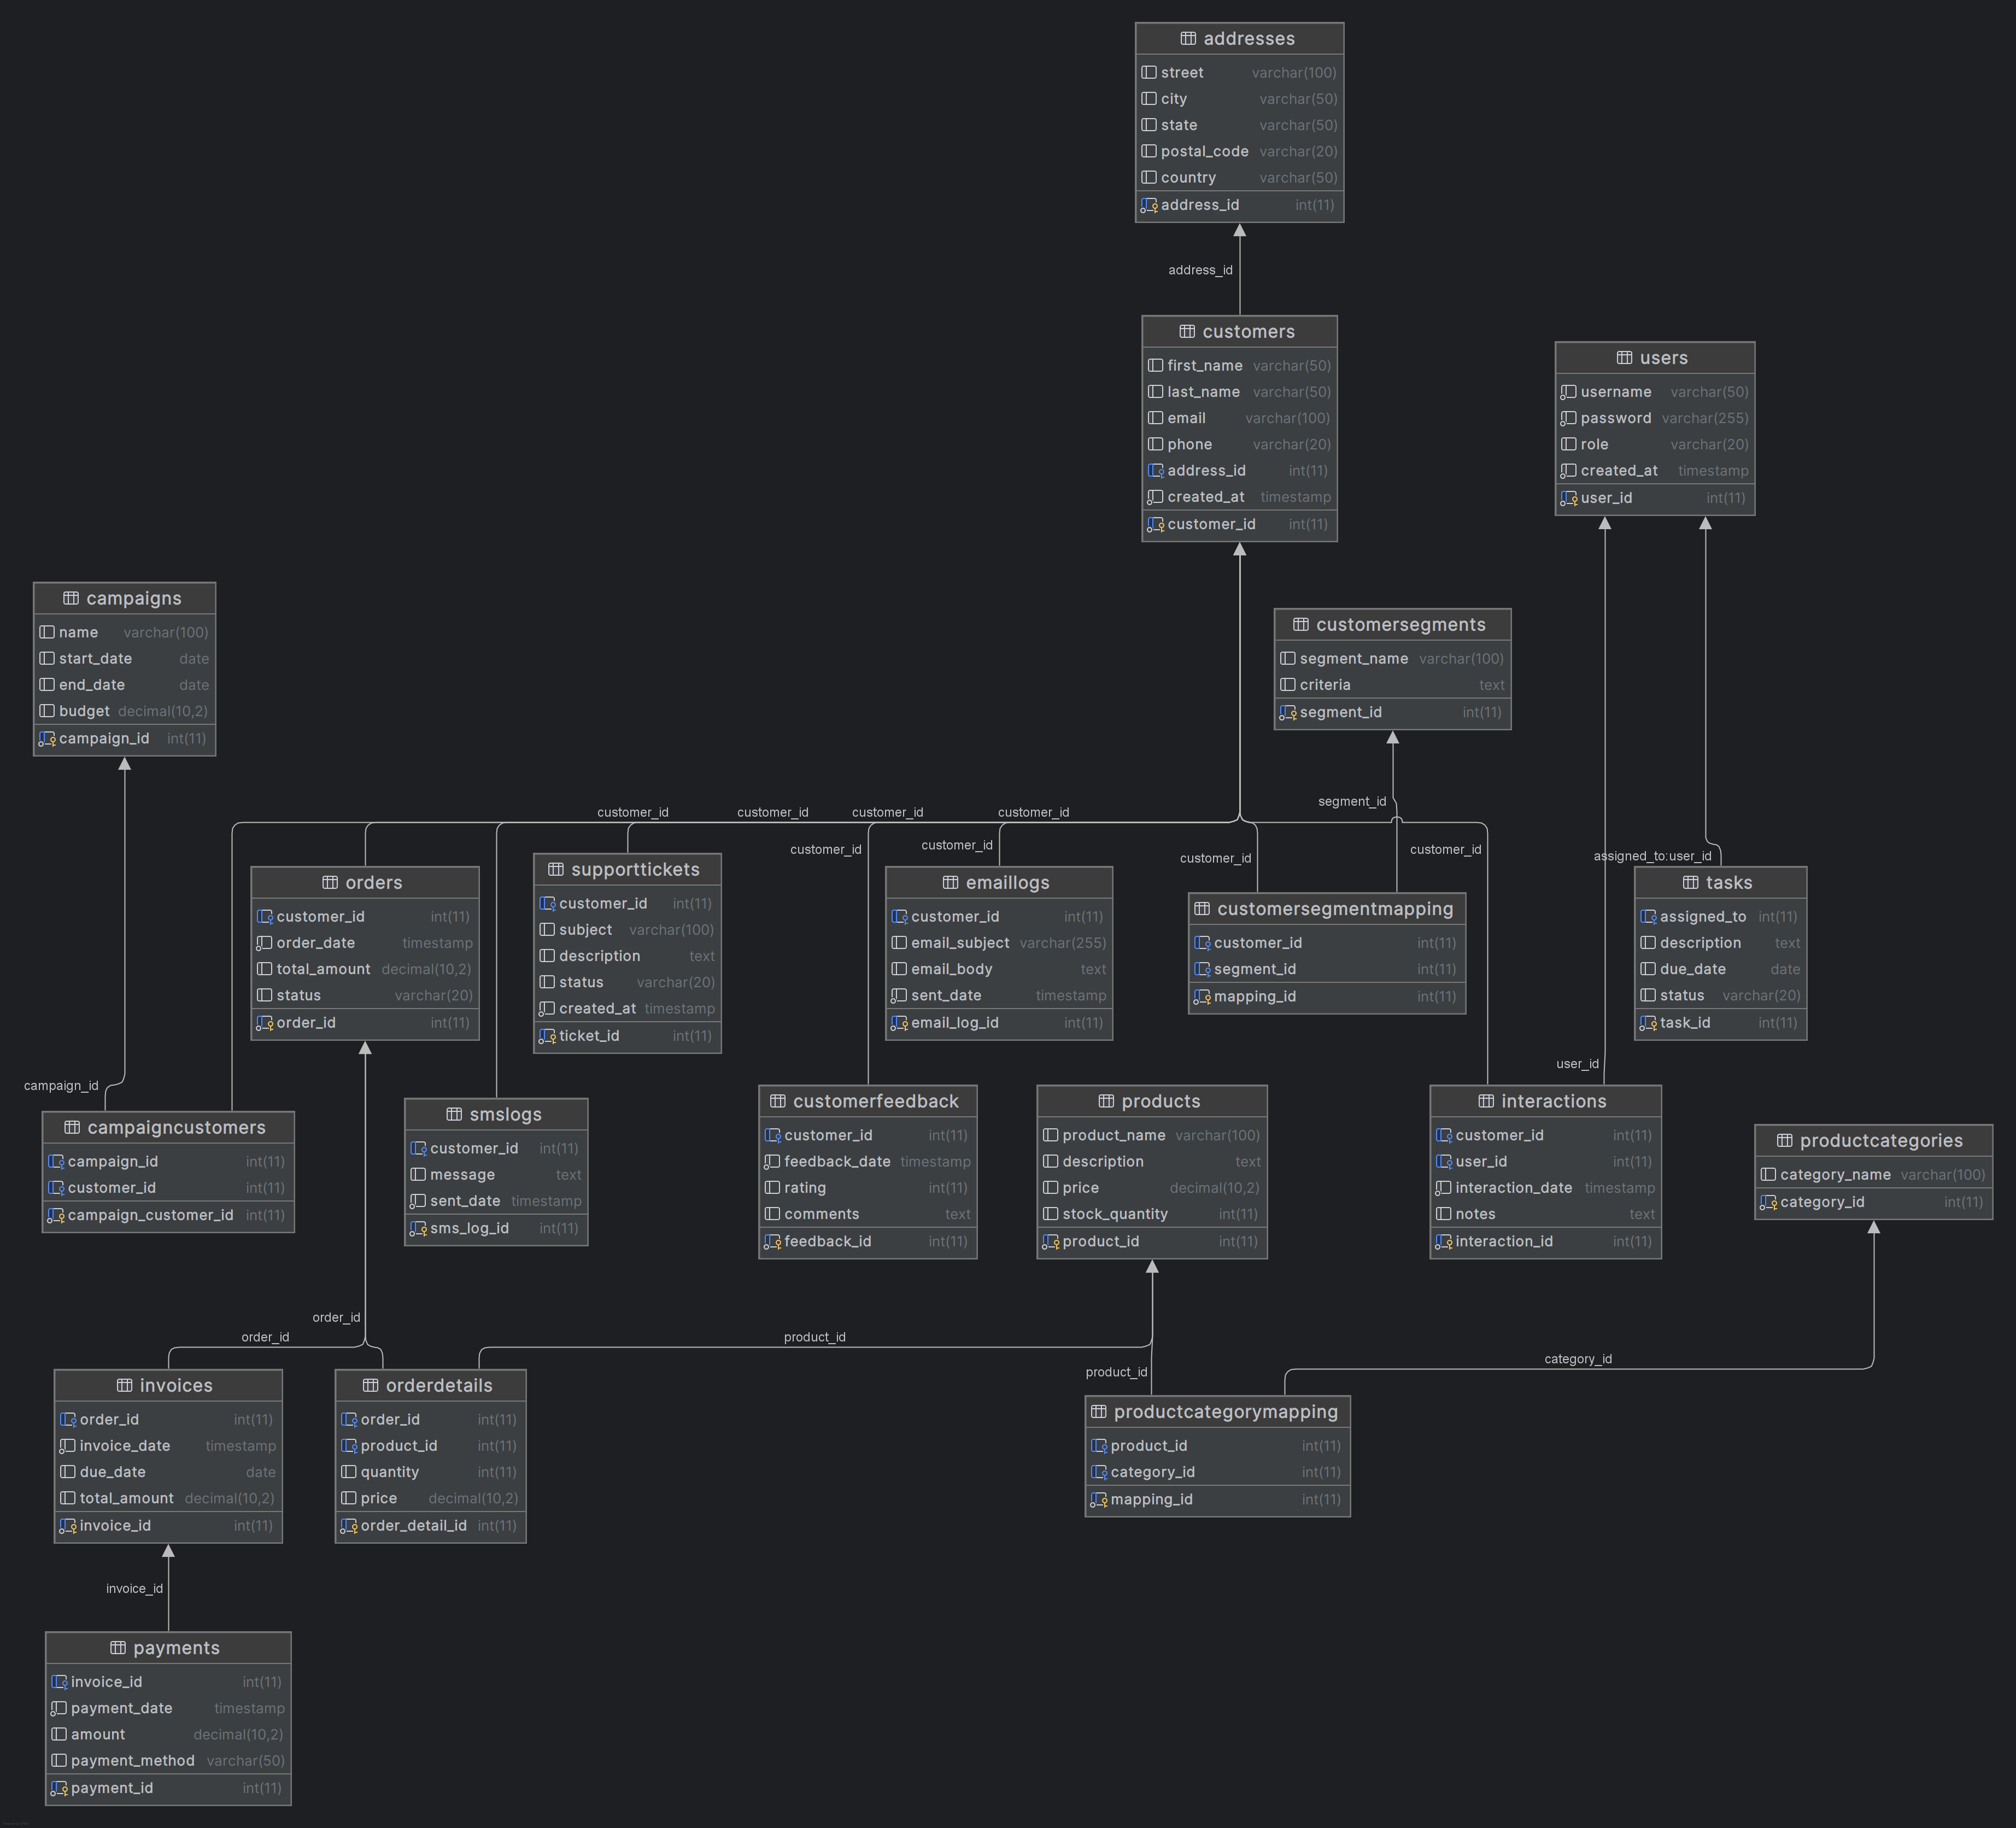 addresses
street varchar(100)
city varchar(50)
state varchar(50)
postal_code varchar(20)
country varchar(50)
address_id int(11)
address_id
customers
first_name varchar(50)
last_name varchar(50)
email varchar(100)
phone varchar(20)
address_id int(11)
created_at timestamp
customer_id int(11)
users
username varchar(50)
password varchar(255)
role varchar(20)
created_at timestamp
user_id int(11)
campaigns
name varchar(100)
start_date date
end_date date
budget decimal(10,2)
campaign_id int(11)
customersegments
segment_name varchar(100)
criteria text
segment_id int(11)
segment_id
customer_id customer_id customer_id customer_id
customer_id customer_id customer_id customer_id
assigned_to:user_id
orders
customer_id int(11)
order_date timestamp
total_amount decimal(10,2)
status varchar(20)
order_id int(11)
supporttickets
customer_id int(11)
subject varchar(100)
description text
status varchar(20)
created_at timestamp
ticket_id int(11)
emaillogs
customer_id int(11)
email_subject varchar(255)
email_body text
sent_date timestamp
email_log_id int(11)
customersegmentmapping
customer_id int(11)
segment_id int(11)
mapping_id int(11)
tasks
assigned_to int(11)
description text
due_date date
status varchar(20)
task_id int(11)
campaign_id
user_id
campaigncustomers
campaign_id int(11)
customer_id int(11)
campaign_customer_id int(11)
smslogs
customer_id int(11)
message text
sent_date timestamp
sms_log_id int(11)
customerfeedback
customer_id int(11)
feedback_date timestamp
rating int(11)
comments text
feedback_id int(11)
products
product_name varchar(100)
description text
price decimal(10,2)
stock_quantity int(11)
product_id int(11)
interactions
customer_id int(11)
user_id int(11)
interaction_date timestamp
notes text
interaction_id int(11)
productcategories
category_name varchar(100)
category_id int(11)
order_id
order_id
product_id
category_id
product_id
invoices
order_id int(11)
invoice_date timestamp
due_date date
total_amount decimal(10,2)
invoice_id int(11)
orderdetails
order_id int(11)
product_id int(11)
quantity int(11)
price decimal(10,2)
order_detail_id int(11)
productcategorymapping
product_id int(11)
category_id int(11)
mapping_id int(11)
invoice_id
payments
invoice_id int(11)
payment_date timestamp
amount decimal(10,2)
payment_method varchar(50)
payment_id int(11)